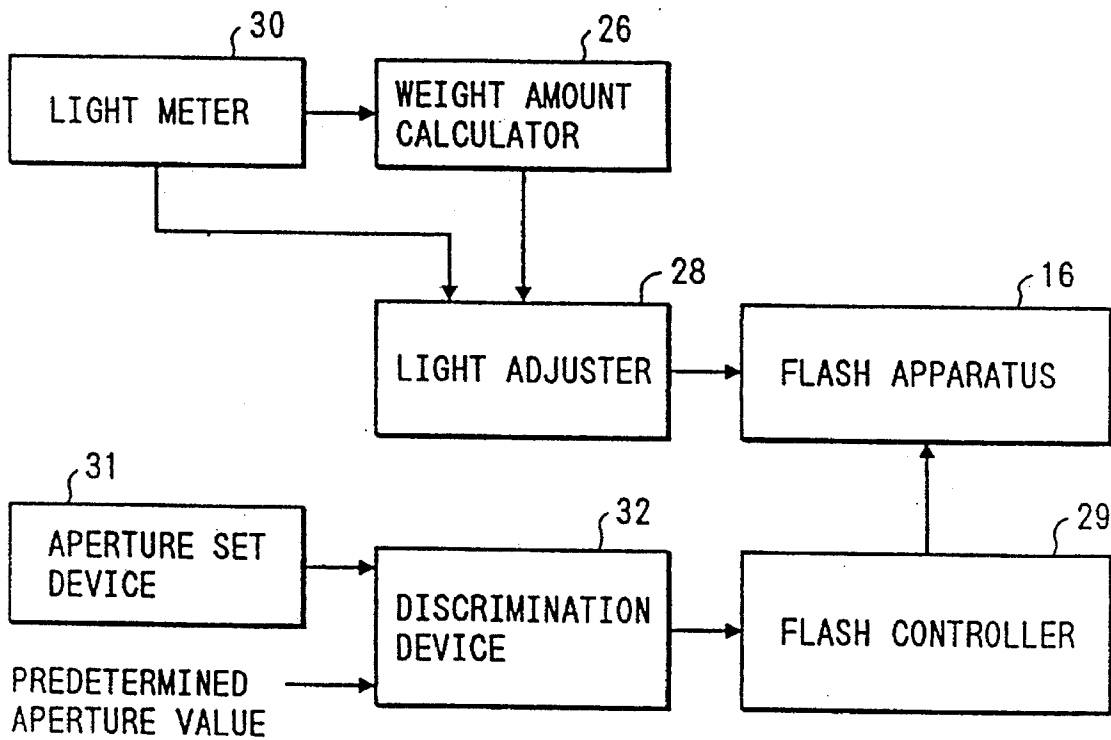 30
26
LIGHT METER
WEIGHT AMOUNT
CALCULATOR
28
16
LIGHT ADJUSTER
FLASH APPARATUS
31
32
29
APERTURE SET
DEVICE
DISCRIMINATION
DEVICE
FLASH CONTROLLER
PREDETERMINED
APERTURE VALUE